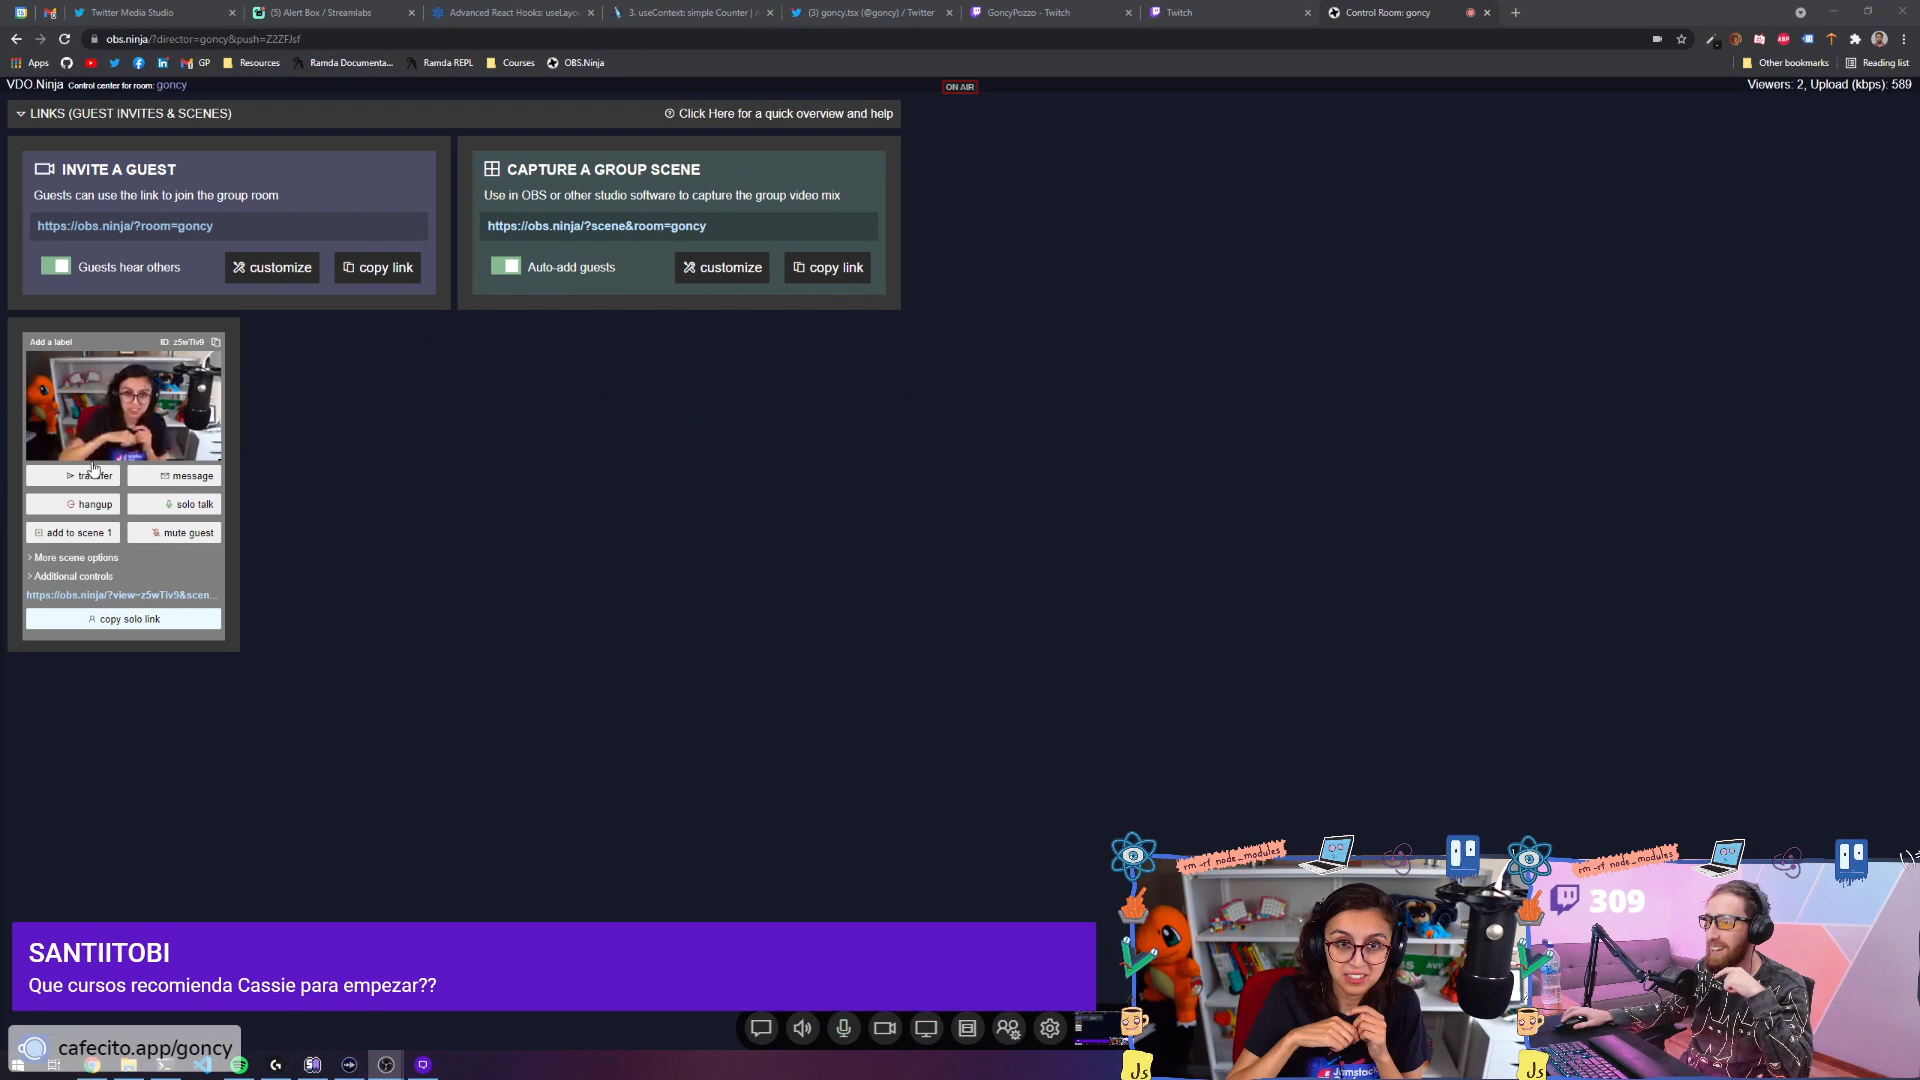 Twitter Media Studio
(5) Alert Box / Streamlabs
Advanced React Hooks: useLayou
3. useContext: simple Counter | A
(3) goncy.tsx (@goncy) / Twitter
GoncyPozzo - Twitch
Twitch
Control Room: goncy
obs.ninja/?director=goncy&push=Z2ZFJsf
Apps
GP
Resources
Ramda Documenta...
Ramda REPL
Courses
OBS.Ninja
Other bookmarks
Reading list
VDO.Ninja Control center for room: goncy
ON AIR
Viewers: 2, Upload (kbps): 589
LINKS (GUEST INVITES & SCENES)
Click Here for a quick overview and help
INVITE A GUEST
Guests can use the link to join the group room
https://obs.ninja/?room=goncy
Guests hear others
customize
copy link
CAPTURE A GROUP SCENE
Use in OBS or other studio software to capture the group video mix
https://obs.ninja/?scene&room=goncy
Auto-add guests
customize
copy link
Add a label
ID: z5wTiv9
transfer
message
hangup
solo talk
add to scene 1
mute guest
More scene options
Additional controls
https://obs.ninja/?view=z5wTiv9&scen...
copy solo link
rm -rf node_modules
rm -rf node_modules
309
SANTIITOBI
Que cursos recomienda Cassie para empezar??
cafecito.app/goncy
Jamstack
Js
Js